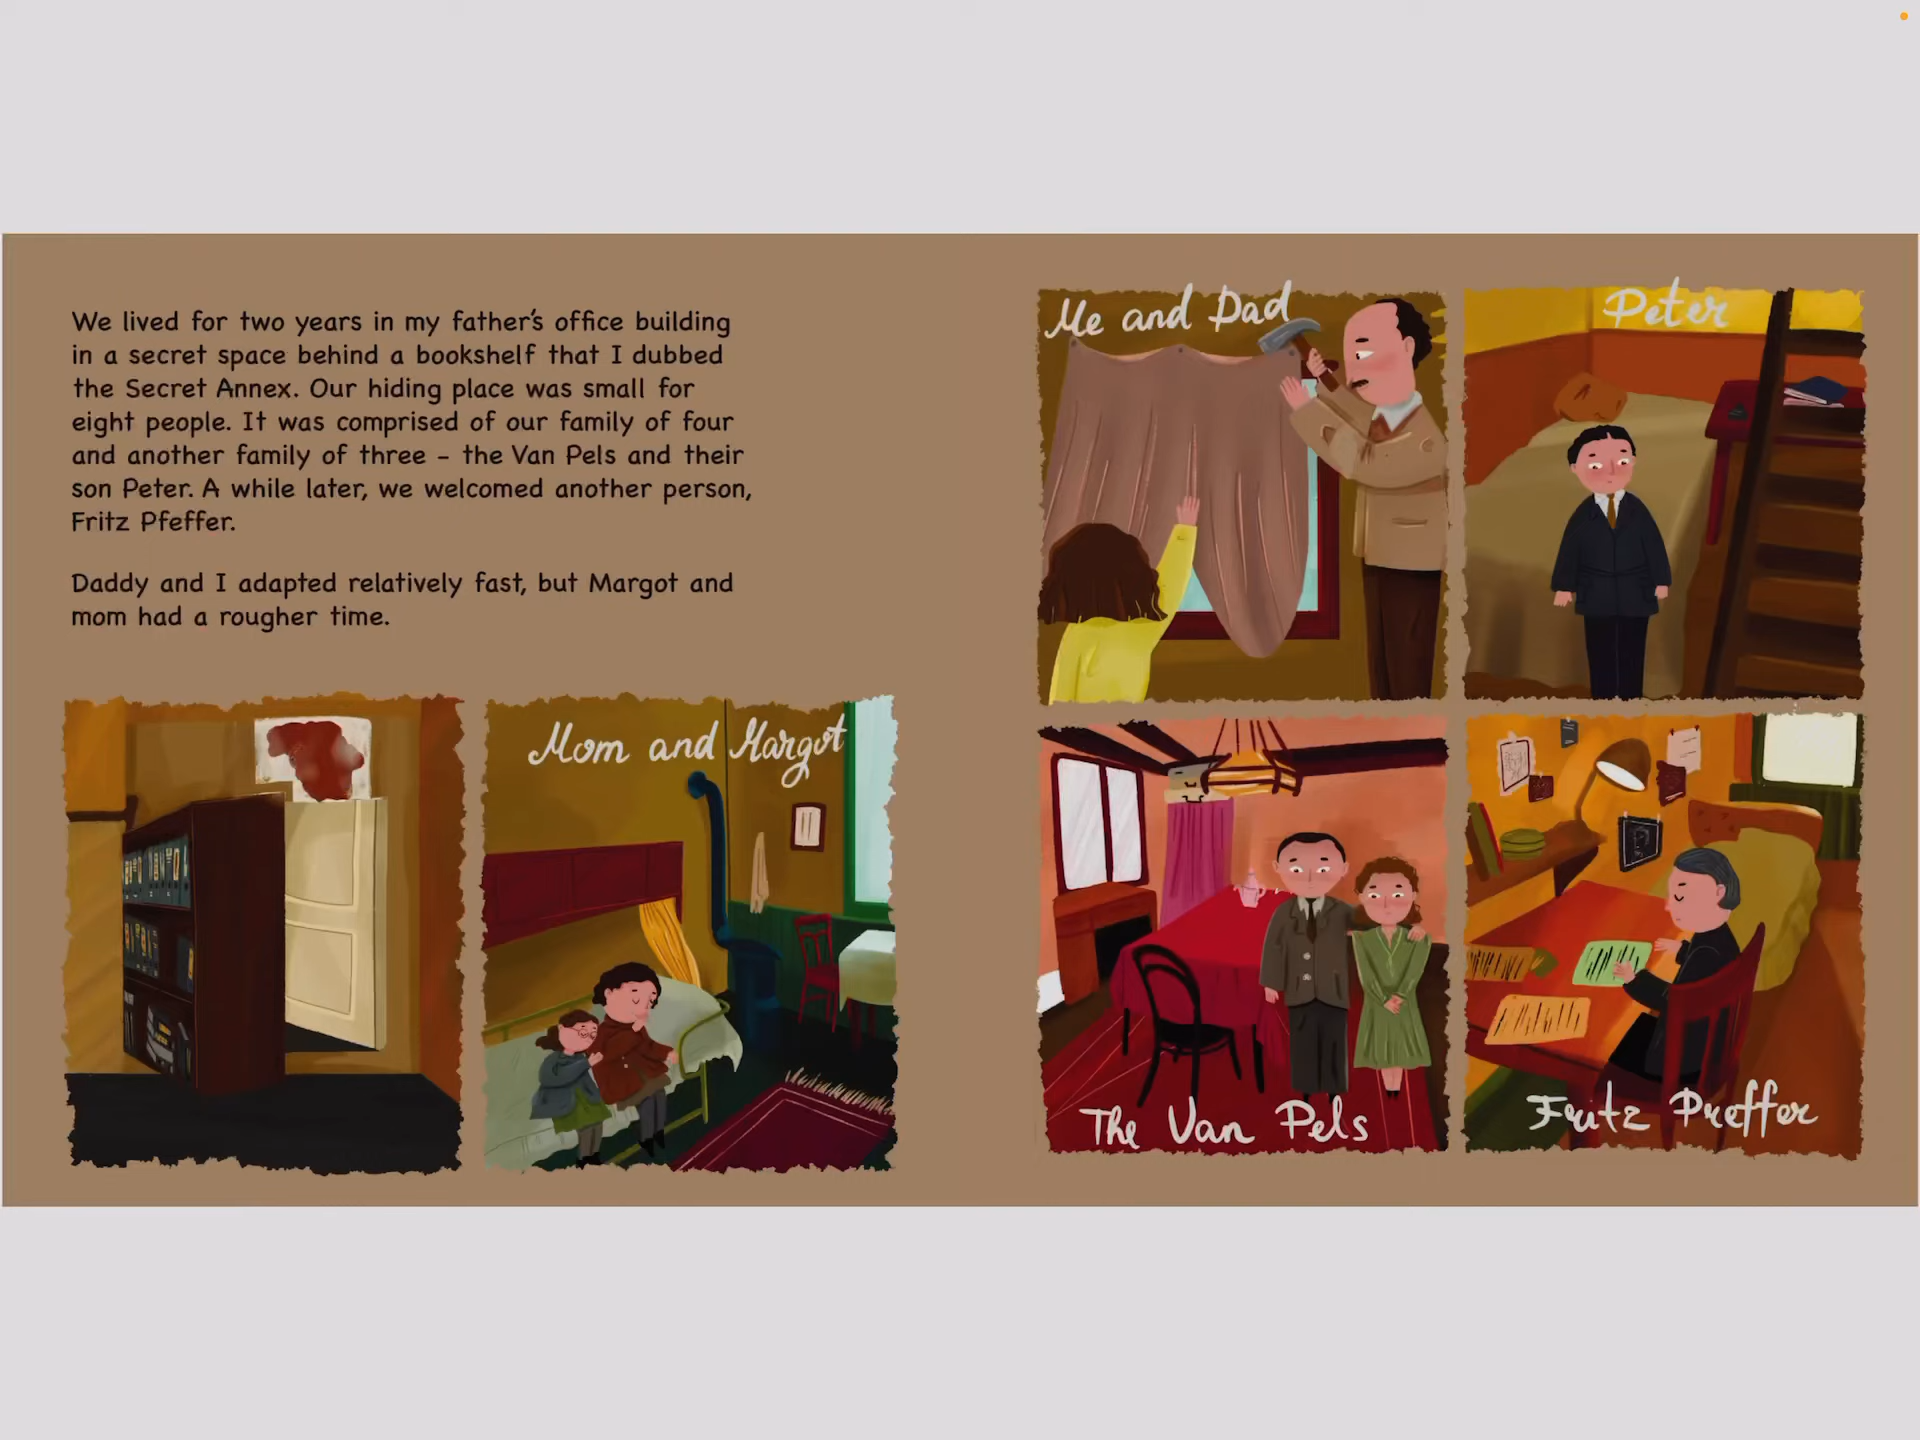 We lived for two years in my father's office building
in a secret space behind a bookshelf that I dubbed
the Secret Annex. Our hiding place was small for
eight people. It was comprised of our family of four
and another family of three – the Van Pels and their
son Peter. A while later, we welcomed another person,
Fritz Pfeffer.
Daddy and I adapted relatively fast, but Margot and
mom had a rougher time.
Mom and Margot
Me and Dad
Peter
The Van Pels
Fritz Preffer